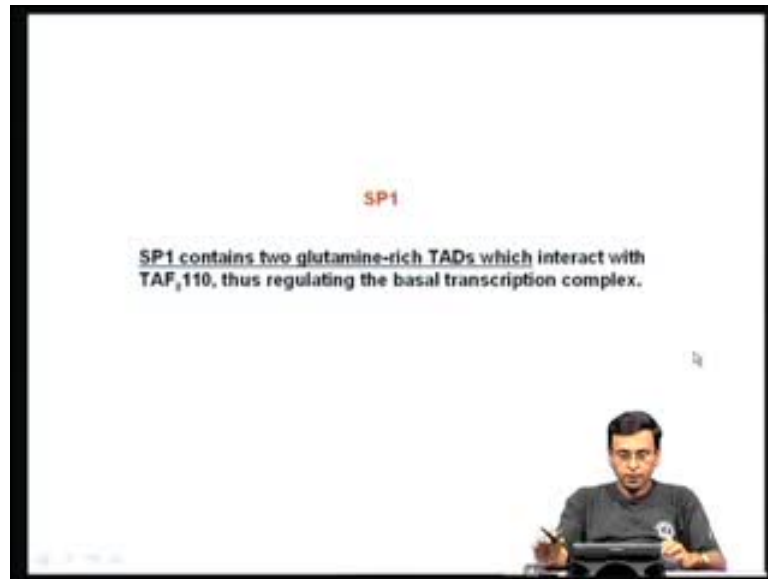 SP1
SP1 contains two glutamine-rich TADs which interact with
TAFII110, thus regulating the basal transcription complex.